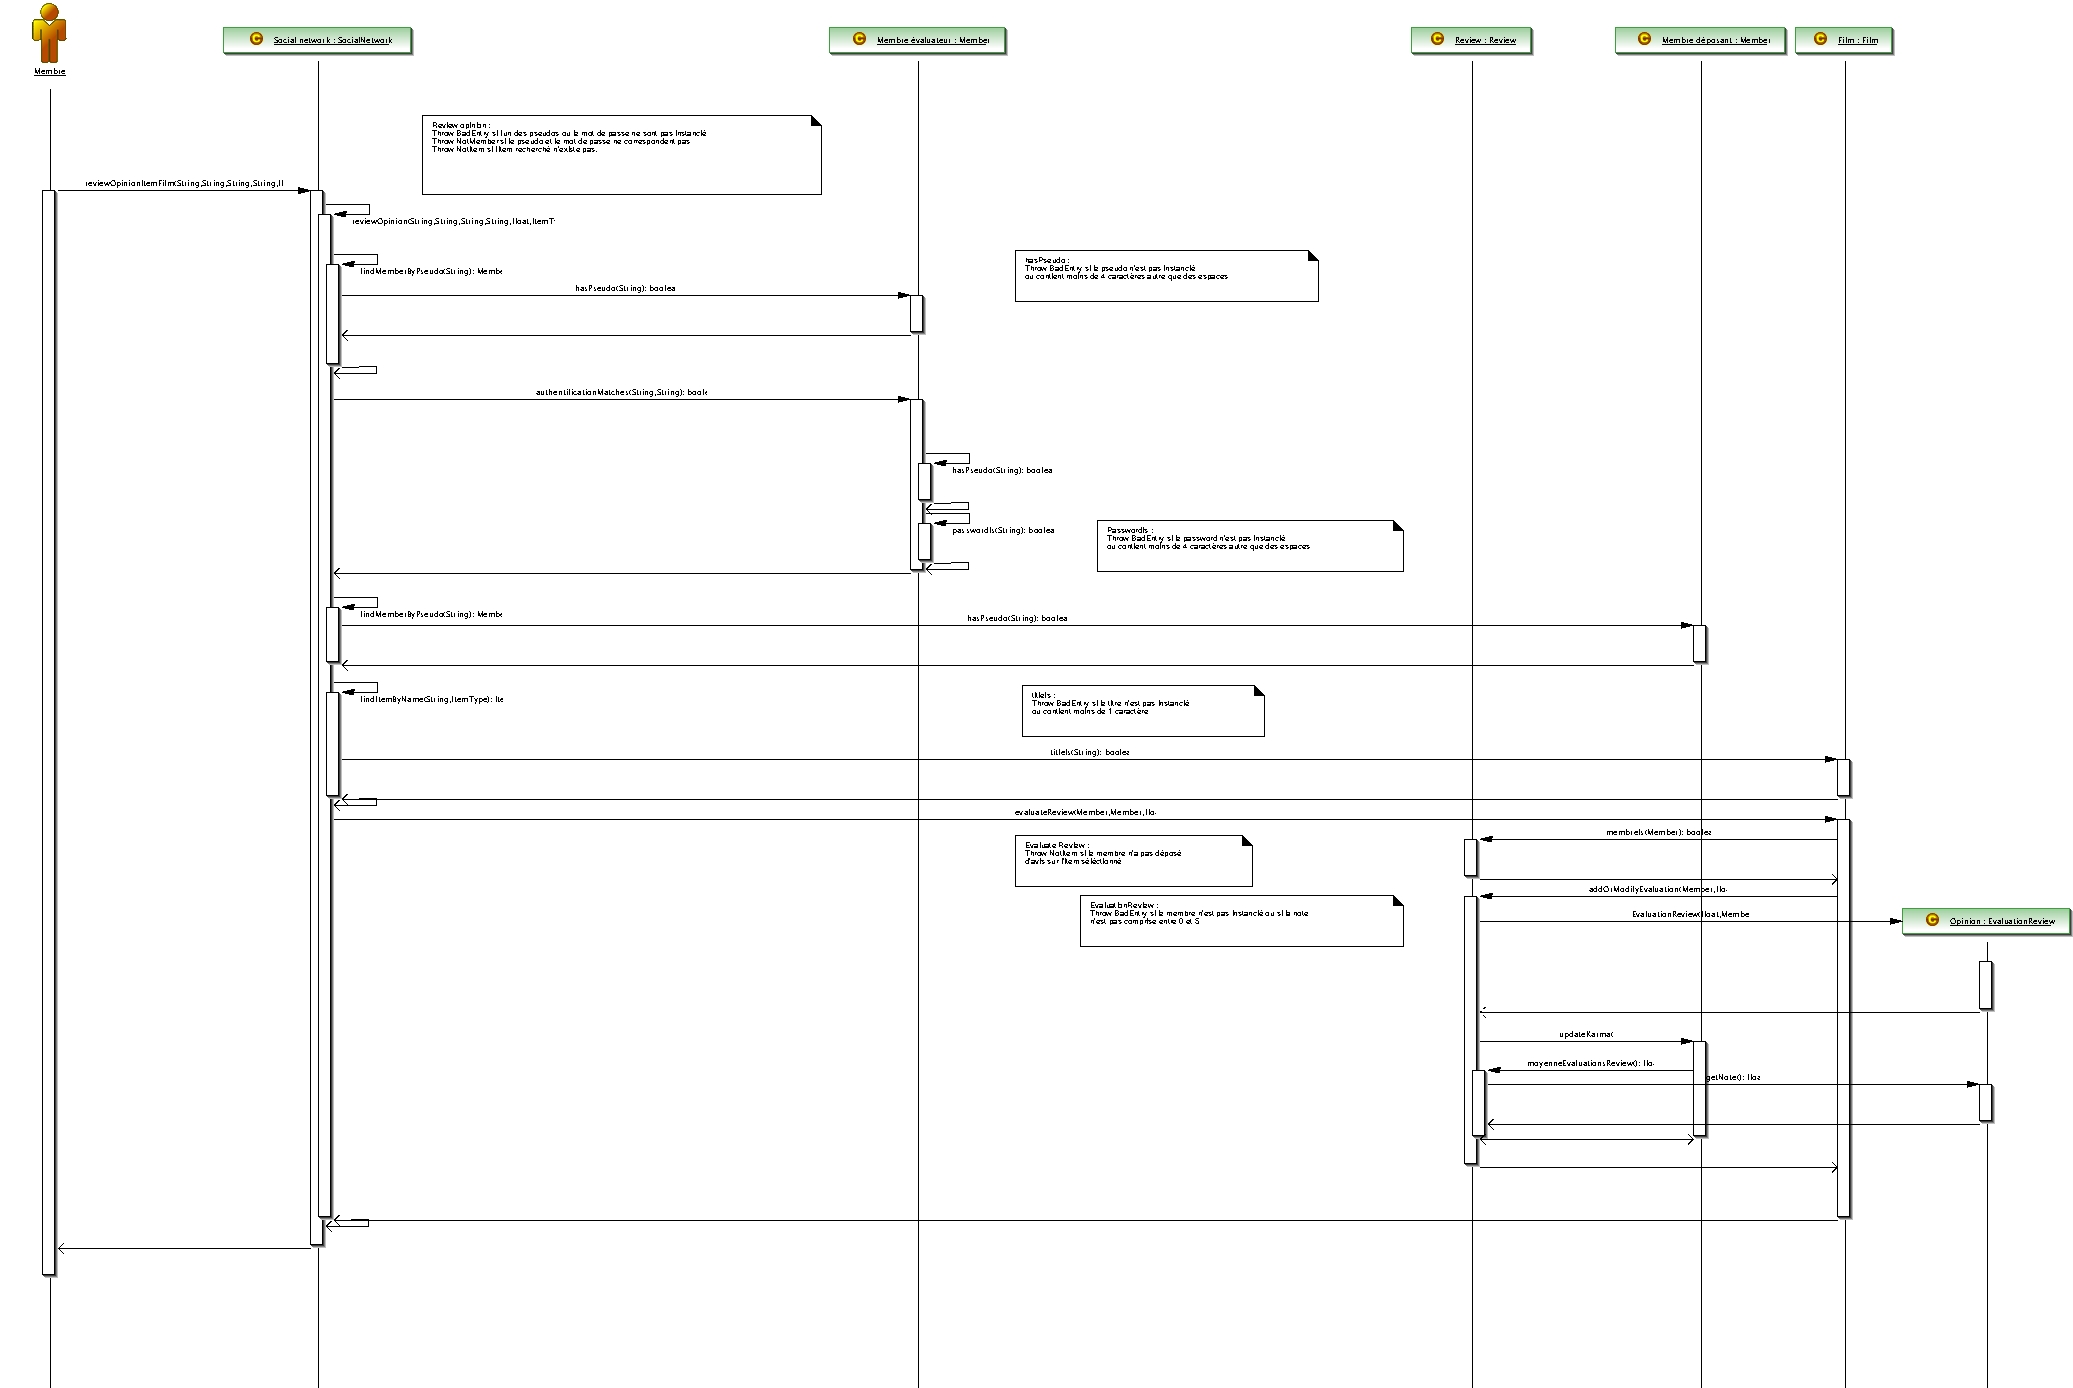 Social network : SocialNetwork
Membre évaluateur : Member
Review : Review
Membre déposant : Member
Film : Film
Membre
Review opinion :
Throw BadEntry si l'un des pseudos ou le mot de passe ne sont pas instancié
Throw NotMember si le pseudo et le mot de passe ne correspondent pas
Throw NotItem si l'item recherché n'existe pas.
reviewOpinionItemFilm(String,String,String,String,fl
reviewOpinion(String,String,String,String,float,ItemT
hasPseudo :
Throw BadEntry si le pseudo n'est pas instancié
ou contient moins de 4 caractères autre que des espaces
findMemberByPseudo(String): Membe
hasPseudo(String): boolea
authentificationMatches(String,String): boole
hasPseudo(String): boolea
passwordIs(String): boolea
PasswordIs :
Throw BadEntry si le password n'est pas instancié
ou contient moins de 4 caractères autre que des espaces
findMemberByPseudo(String): Membe
hasPseudo(String): boolea
findItemByName(String,ItemType): Ite
titleIs :
Throw BadEntry si le titre n'est pas instancié
ou contient moins de 1 caractère
titleIs(String): boolea
evaluateReview(Member,Member,flo
membreIs(Member): boolea
Evaluate Review :
Throw NotItem si le membre n'a pas déposé
d'avis sur l'item séléctionné
addOrModifyEvaluation(Member,flo
EvaluationReview :
Throw BadEntry si le membre n'est pas instancié ou si la note
n'est pas comprise entre 0 et 5
EvaluationReview(float,Membe
Opinion : EvaluationReview
updateKarma(
moyenneEvaluationsReview(): flo
getNote(): floa